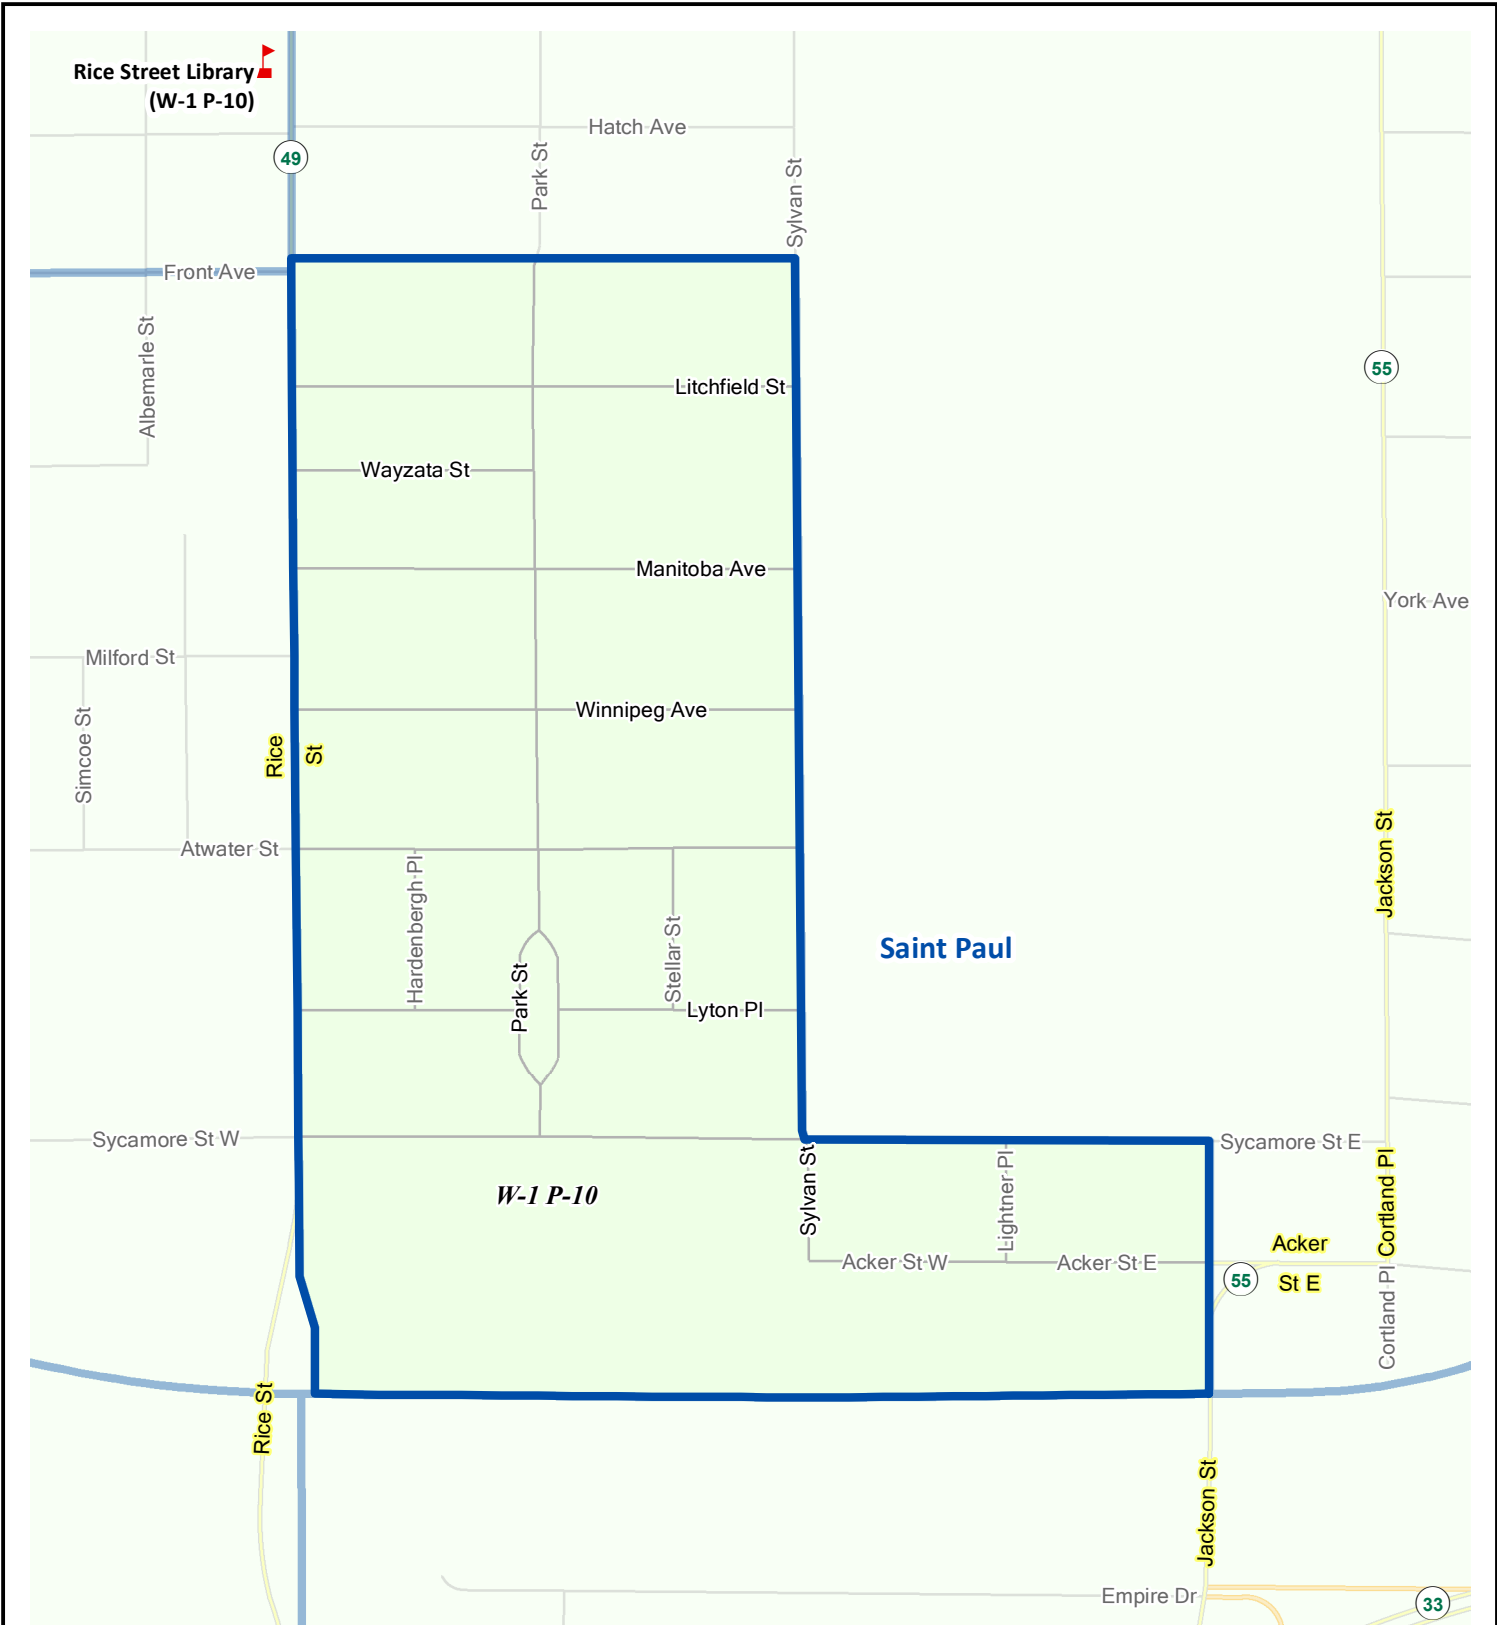 Rice Street Library
(W-1 P-10)
Hatch Ave
49
Park St
Sylvan St
Front Ave
Albemarle St
Litchfield St
55
Wayzata St
Manitoba Ave
York Ave
Milford St
Simcoe St
Winnipeg Ave
Rice
St
Atwater St
Hardenbergh Pl
Jackson St
Stellar St
Saint Paul
Park St
Lyton Pl
Sycamore St W
Sycamore St E
W-1 P-10
Sylvan St
Lightner Pl
Cortland Pl
Acker St W
Acker St E
Acker
St E
55
Cortland Pl
Rice St
Jackson St
Empire Dr
33